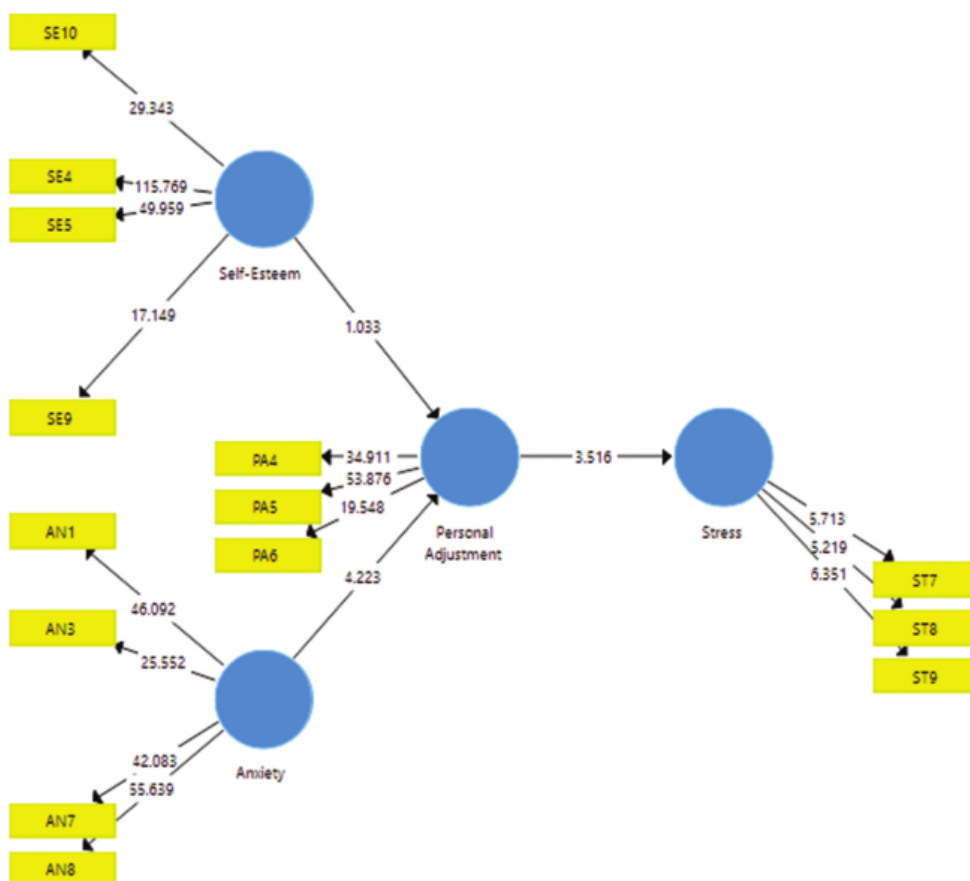 SE10
29.343
SE4
115.769
SE5
49.959
Self-Esteem
17.149
1.033
SE9
PA4
34.911
3.516
53.876
PA5
19.548
PA6
Personal
Adjustment
Stress
5.713
5.219
6.351
ST7
ST8
ST9
AN1
4.223
46.092
AN3
25.552
42.083
Anxiety
55.639
AN7
AN8